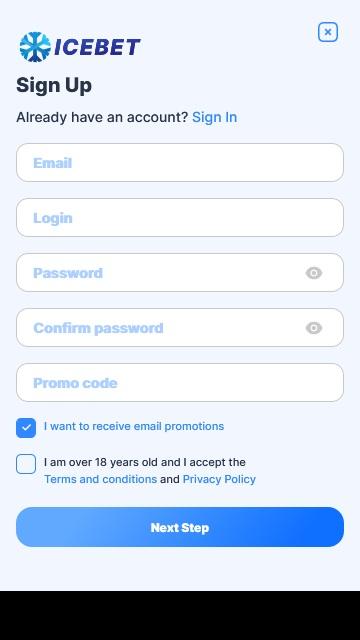 ICEBET
Sign Up
Already have an account? Sign In
Email
Login
Password
Confirm password
Promo code
I want to receive email promotions
I am over 18 years old and I accept the
Terms and conditions and Privacy Policy
Next Step